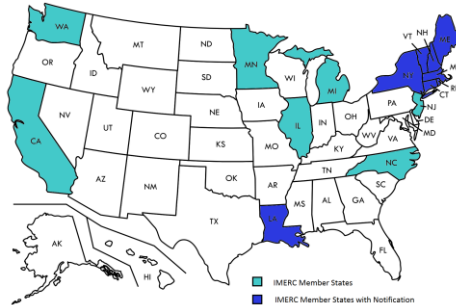 WA
MT
ND
MN
VT
NH
ME
OR
ID
SD
WI
MI
NY
WY
RI
CT
IA
PA
NJ
NV
NE
IL
IN
OH
DE
MD
UT
CO
WV
VA
CA
KS
MO
KY
NC
TN
AZ
NM
OK
AR
SC
MS
AL
GA
TX
LA
AK
HI
FL
IMERC Member States
IMERC Member States with Notification